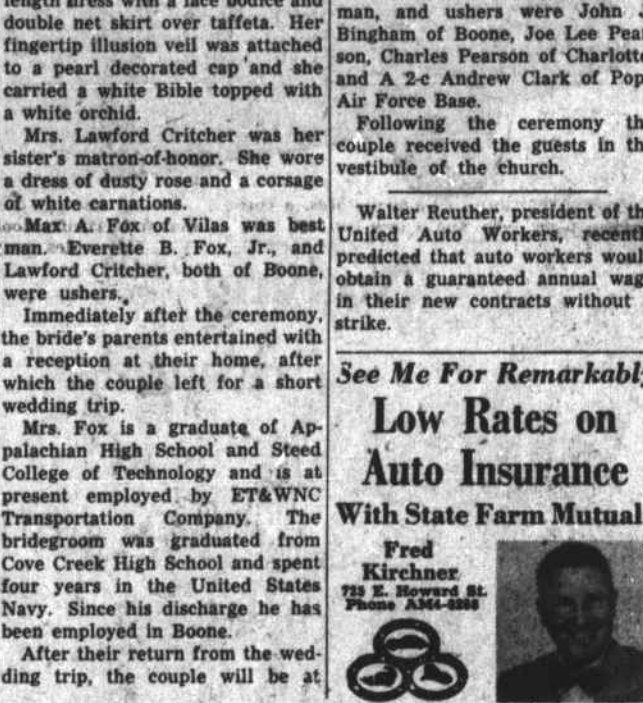 length dress with a lace bodice and
double net skirt over taffeta. Her
fingertip illusion veil was attached
to a pearl decorated cap and she
carried a white Bible topped with
a white orchid.
Mrs. Lawford Critcher was her
sister's matron-of-honor. She wore
a dress of dusty rose and a corsage
of white carnations.
Max A. Fox of Vilas was best
man. Everette B. Fox, Jr., and
Lawford Critcher, both of Boone,
were ushers.
Immediately after the ceremony,
the bride's parents entertained with
a reception at their home, after
which the couple left for a short
wedding trip.
Mrs. Fox is a graduate of Ap-
palachian High School and Steed
College of Technology and is at
present employed by ET&WNC
Transportation Company. The
bridegroom was graduated from
Cove Creek High School and spent
four years in the United States
Navy. Since his discharge he has
been employed in Boone.
After their return from the wed-
ding trip, the couple will be at
man, and ushers were John
Bingham of Boone, Joe Lee Pear
son, Charles Pearson of Charlotte
and A 2-c Andrew Clark of Pop
Air Force Base.
Following the ceremony th
couple received the guests in th
vestibule of the church.
Walter Reuther, president of th
United Auto Workers, recentl
predicted that auto workers woul
obtain a guaranteed annual wag
in their new contracts without
strike.
See Me For Remarkabl
Low Rates on
Auto Insurance
With State Farm Mutual
Fred
Kirchner
725 E. Howard St.
Phone